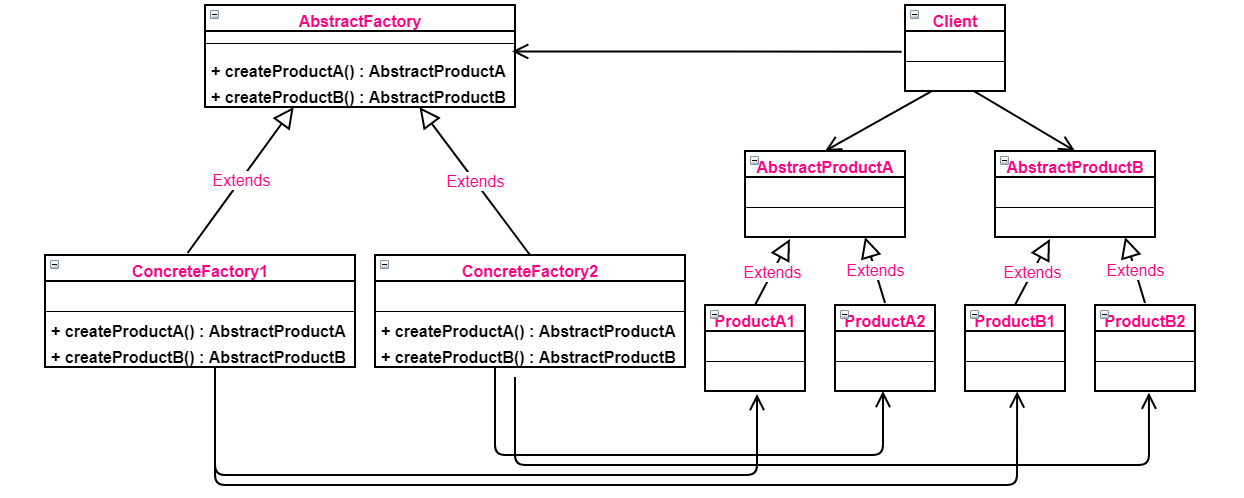 AbstractFactory
+ createProductA() : AbstractProductA
+ createProductB() : AbstractProductB
Client
Extends
Extends
AbstractProductA
AbstractProductB
ConcreteFactory1
+ createProductA() : AbstractProductA
+ createProductB() : AbstractProductB
ConcreteFactory2
+ createProductA() : AbstractProductA
+ createProductB() : AbstractProductB
Extends
Extends
Extends
Extends
ProductA1
ProductA2
ProductB1
ProductB2